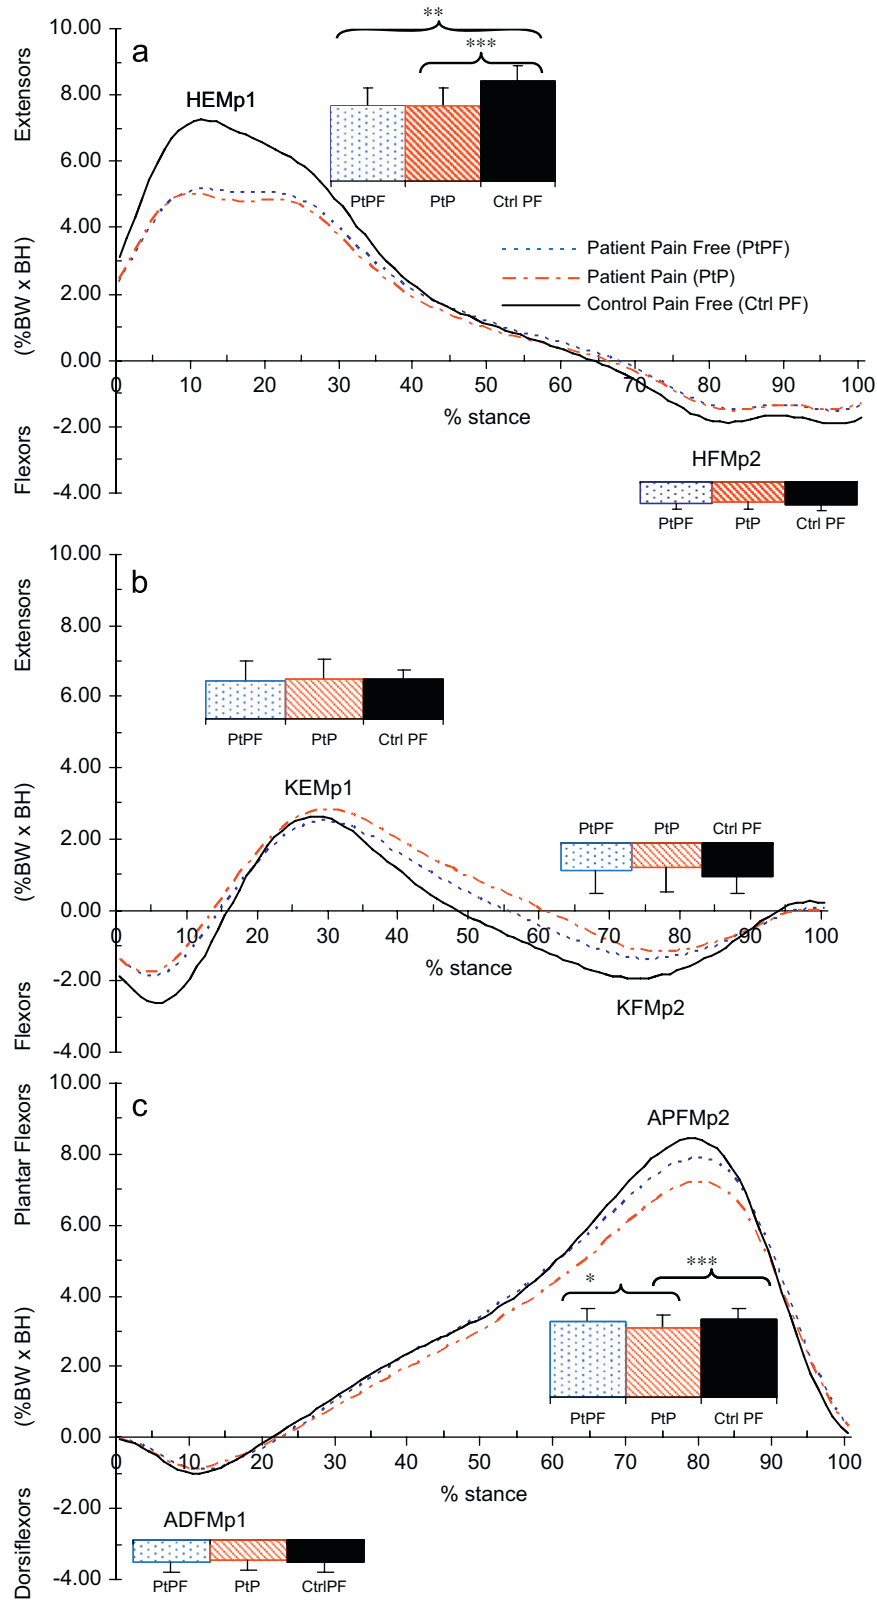 a
10.00
8.00
6.00
4.00
2.00
0.00
-2.00
-4.00
Extensors
(%BW x BH)
Flexors
HEMp1
**
***
PtPF PtP Ctrl PF
Patient Pain Free (PtPF)
Patient Pain (PtP)
Control Pain Free (Ctrl PF)
0 10 20 30 40 50 60 70 80 90 100
% stance
HFMp2
PtPF PtP Ctrl PF
b
10.00
8.00
6.00
4.00
2.00
0.00
-2.00
-4.00
Extensors
(%BW x BH)
Flexors
PtPF PtP Ctrl PF
KEMp1
PtPF PtP Ctrl PF
0 10 20 30 40 50 60 70 80 90 100
% stance
KFMp2
c
10.00
8.00
6.00
4.00
2.00
0.00
-2.00
-4.00
Plantar Flexors
(%BW x BH)
Dorsiflexors
APFMp2
*
***
PtPF PtP Ctrl PF
0 10 20 30 40 50 60 70 80 90 100
% stance
ADFMp1
PtPF PtP CtrlPF